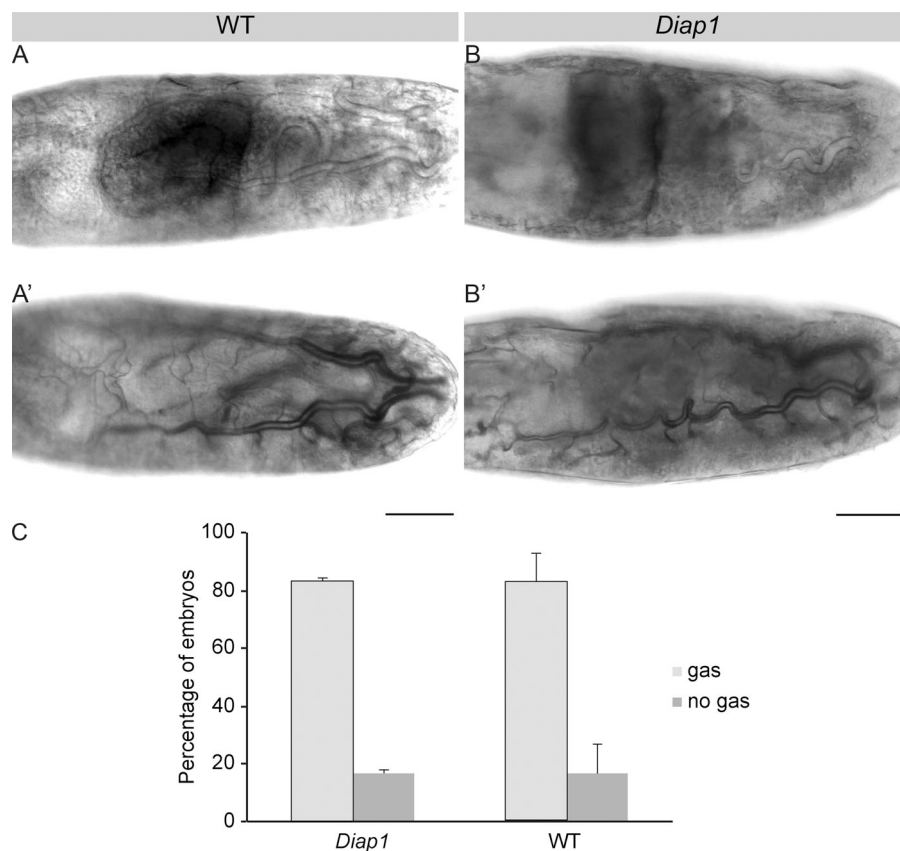 WT
Diap1
A
B
A’
B’
C
100
80
60
40
20
0
Percentage of embryos
Diap1
WT
gas
no gas